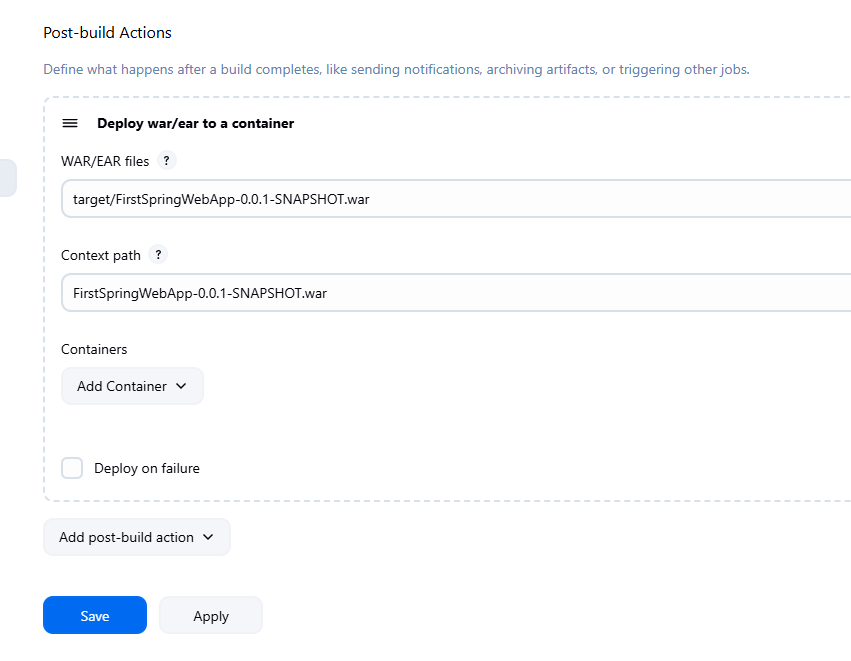 Post-build Actions
Define what happens after a build completes, like sending notifications, archiving artifacts, or triggering other jobs.
Deploy war/ear to a container
WAR/EAR files ?
target/FirstSpringWebApp-0.0.1-SNAPSHOT.war
Context path ?
FirstSpringWebApp-0.0.1-SNAPSHOT.war
Containers
Add Container
Deploy on failure
Add post-build action
Save Apply